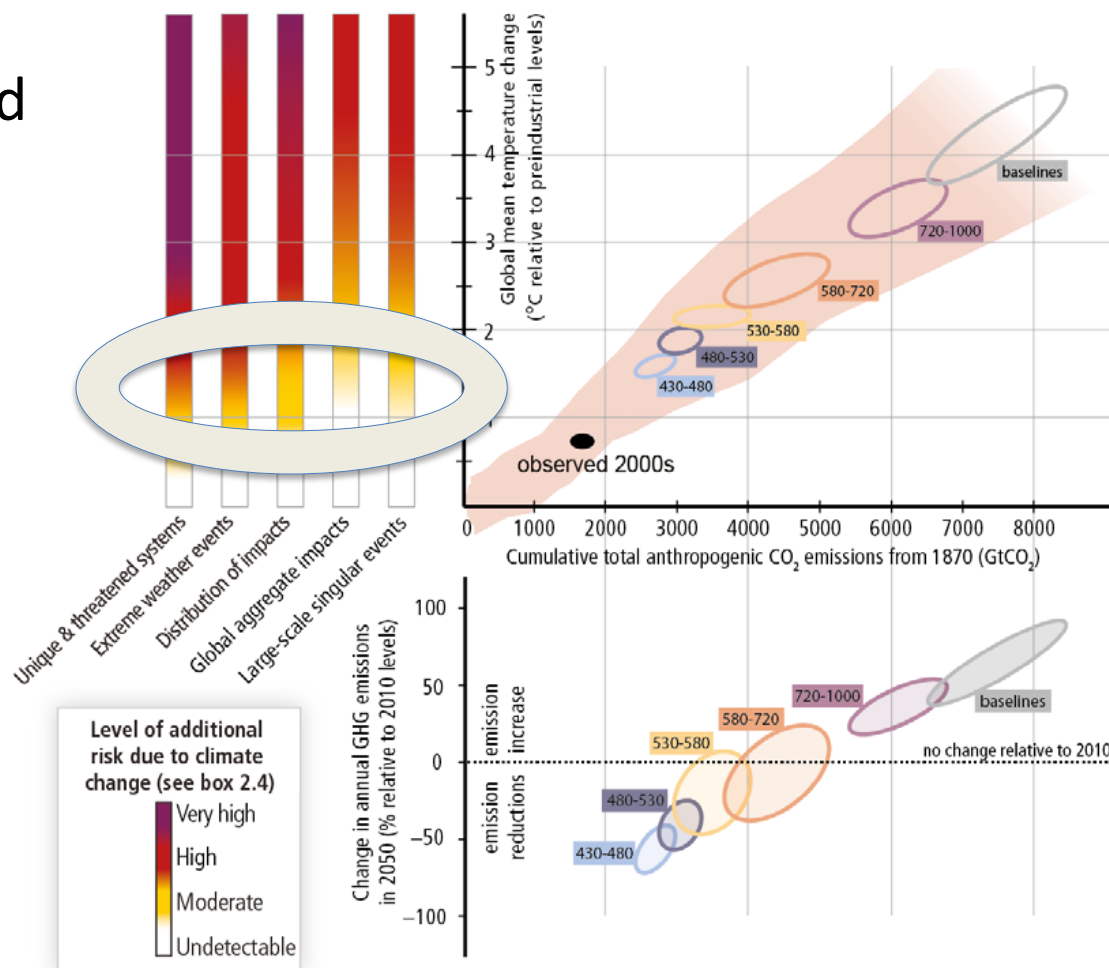 d
5
4
3
2
Global mean temperature change
(°C relative to preindustrial levels)
baselines
720-1000
580-720
530-580
480-530
430-480
observed 2000s
0 1000 2000 3000 4000 5000 6000 7000 8000
Cumulative total anthropogenic CO₂ emissions from 1870 (GtCO₂)
Unique & threatened systems
Extreme weather events
Distribution of impacts
Global aggregate impacts
Large-scale singular events
Level of additional
risk due to climate
change (see box 2.4)
Very high
High
Moderate
Undetectable
100
50
0
−50
−100
Change in annual GHG emissions
in 2050 (% relative to 2010 levels)
emission
increase
emission
reductions
720-1000
baselines
580-720
530-580
no change relative to 2010
480-530
430-480